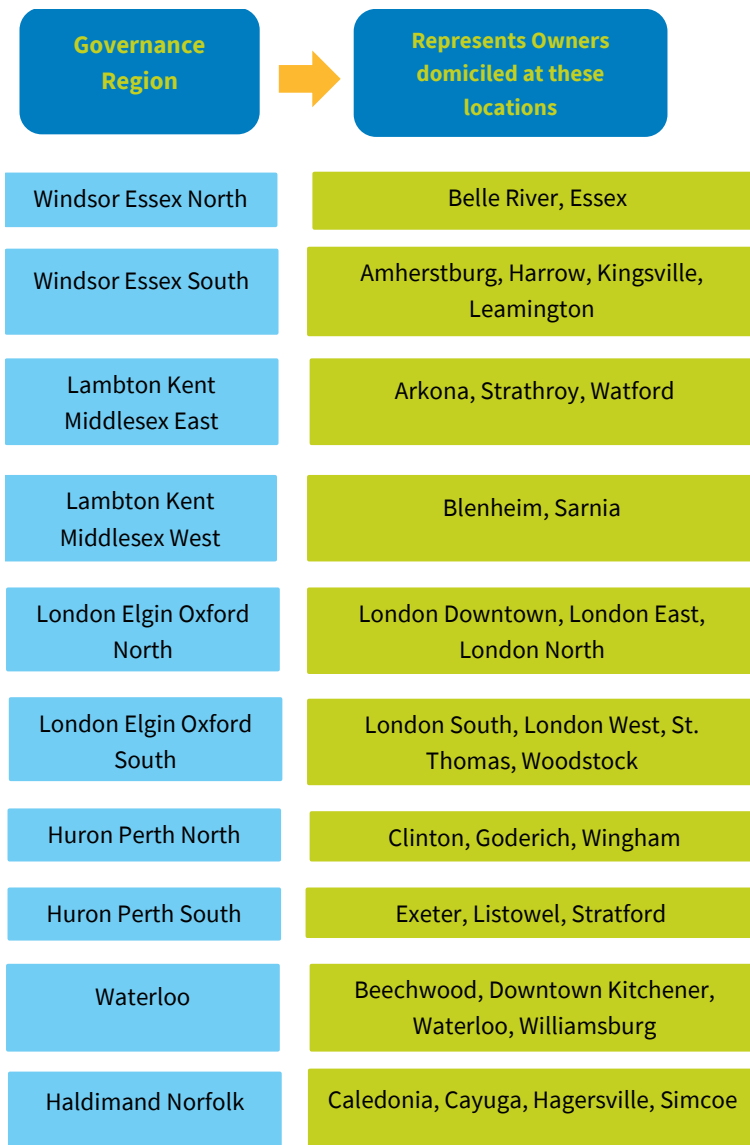 Governance
Region
Represents Owners
domiciled at these
locations
Windsor Essex North
Belle River, Essex
Windsor Essex South
Amherstburg, Harrow, Kingsville,
Leamington
Lambton Kent
Middlesex East
Arkona, Strathroy, Watford
Lambton Kent
Middlesex West
Blenheim, Sarnia
London Elgin Oxford
North
London Downtown, London East,
London North
London Elgin Oxford
South
London South, London West, St.
Thomas, Woodstock
Huron Perth North
Clinton, Goderich, Wingham
Huron Perth South
Exeter, Listowel, Stratford
Waterloo
Beechwood, Downtown Kitchener,
Waterloo, Williamsburg
Haldimand Norfolk
Caledonia, Cayuga, Hagersville, Simcoe